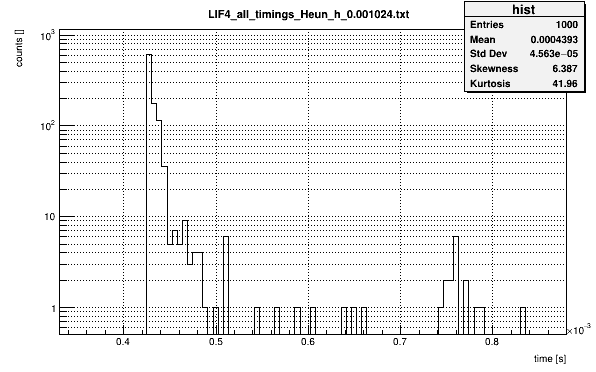 LIF4_all_timings_Heun_h_0.001024.txt
hist
Entries 1000
Mean 0.0004393
Std Dev 4.563e−05
Skewness 6.387
Kurtosis 41.96
counts []
10³
10²
10
1
0.4 0.5 0.6 0.7 0.8
×10⁻³
time [s]